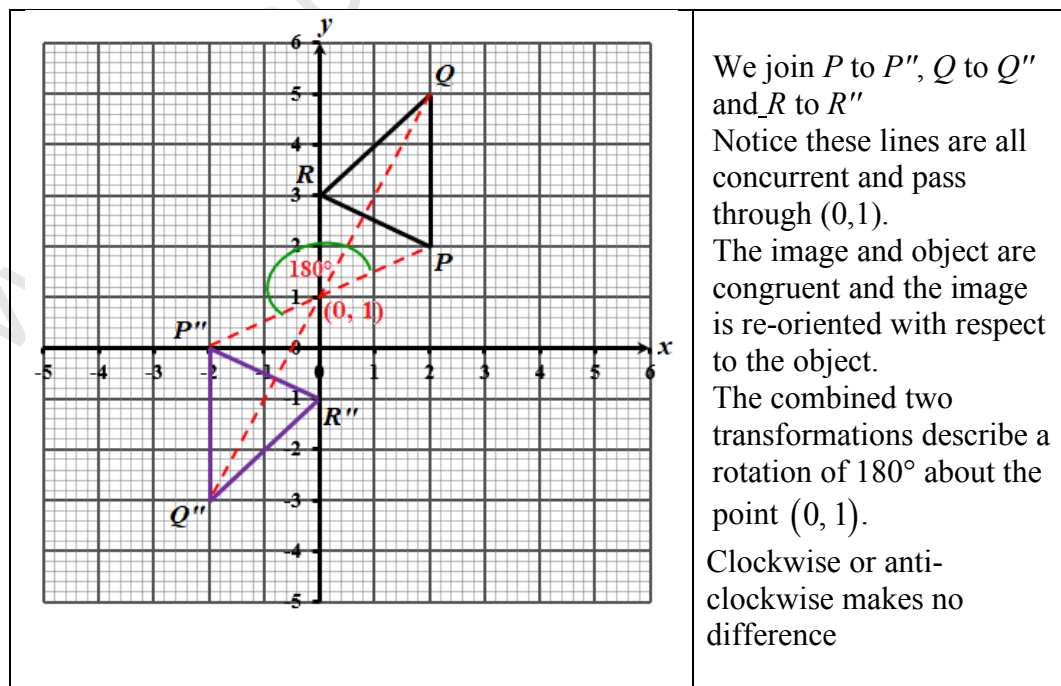 y
6
Q
5
4
R
3
2
P
180°
1
(0, 1)
P"
0
x
-5 -4 -3 -2 -1 0 1 2 3 4 5 6
-1
R"
-2
-3
Q"
-4
-5
We join P to P", Q to Q"
and R to R"
Notice these lines are all
concurrent and pass
through (0,1).
The image and object are
congruent and the image
is re-oriented with respect
to the object.
The combined two
transformations describe a
rotation of 180° about the
point (0, 1).
Clockwise or anti-
clockwise makes no
difference